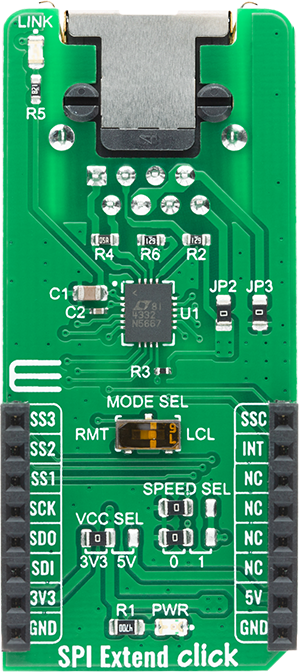 LINK
R5
R4 R6 R2
C1
C2
U1
4332
N5667
JP2 JP3
R3
MODE SEL
RMT LCL
SS3 SSC
SS2 INT
SS1 NC
SCK NC
SPEED SEL
SDO NC
VCC SEL
SDI NC
3V3 5V
0 1
3V3 5V
R1 PWR
GND GND
SPI Extend click